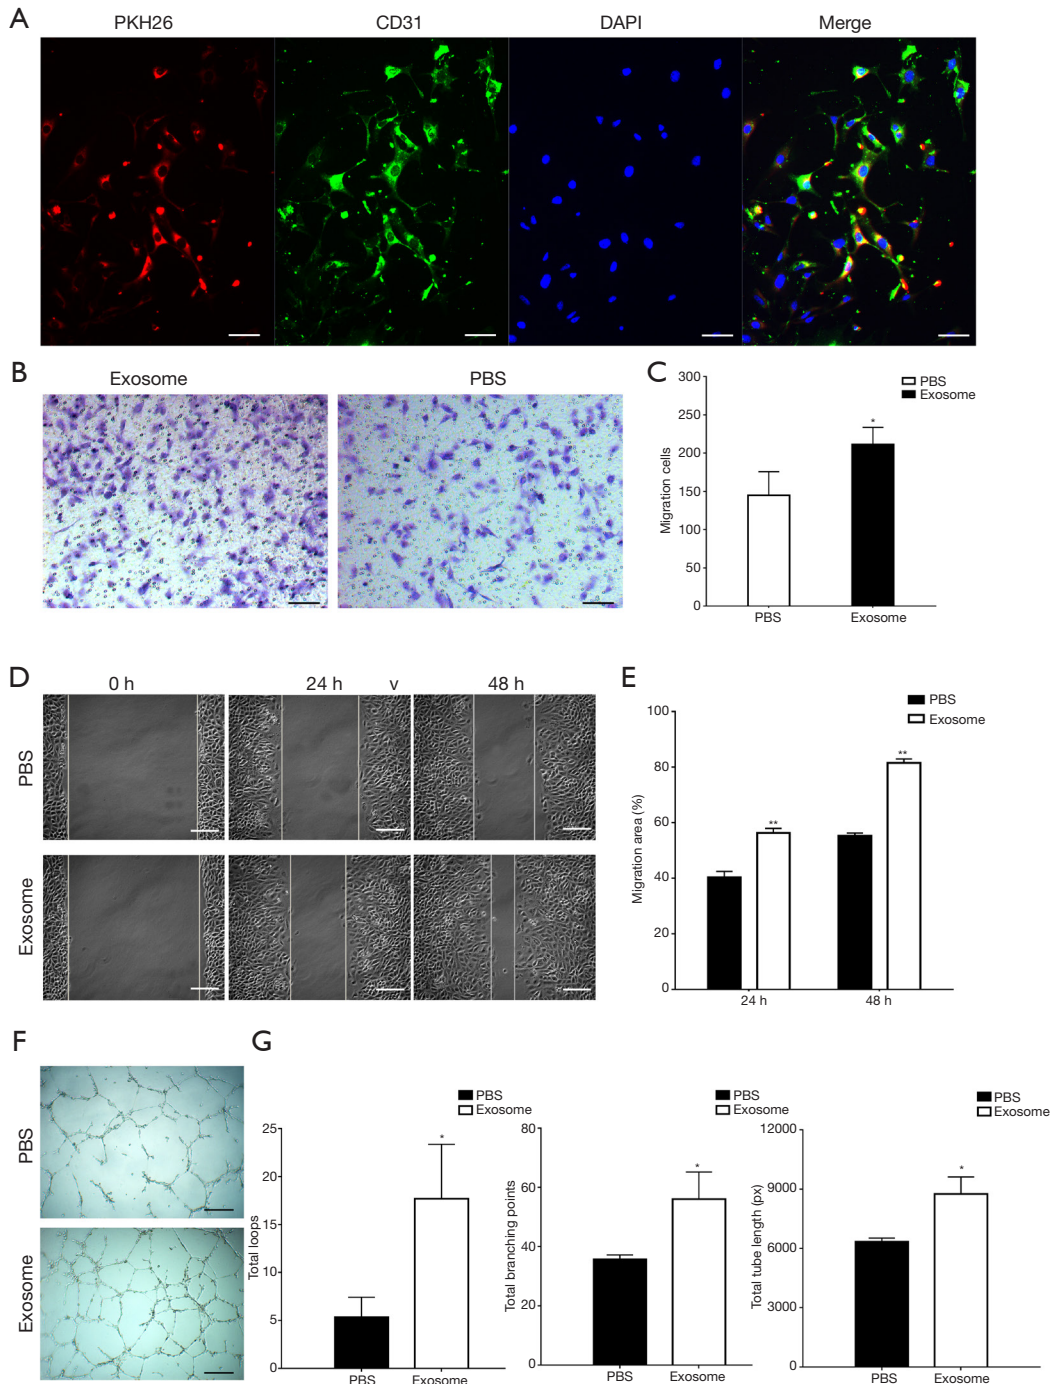 A
PKH26 CD31 DAPI Merge
B
Exosome PBS
C
300
250
200
150
100
50
0
Migration cells
*
PBS
Exosome
PBS Exosome
D
0 h 24 h v 48 h
PBS
Exosome
E
100
80
60
40
20
0
Migration area (%)
PBS
Exosome
**
**
24 h 48 h
F
PBS
Exosome
G
PBS
Exosome
25
20
15
10
5
0
Total loops
*
PBS Exosome
PBS
Exosome
80
60
40
20
0
Total branching points
*
PBS Exosome
PBS
Exosome
12000
9000
6000
3000
0
Total tube length (px)
*
PBS Exosome